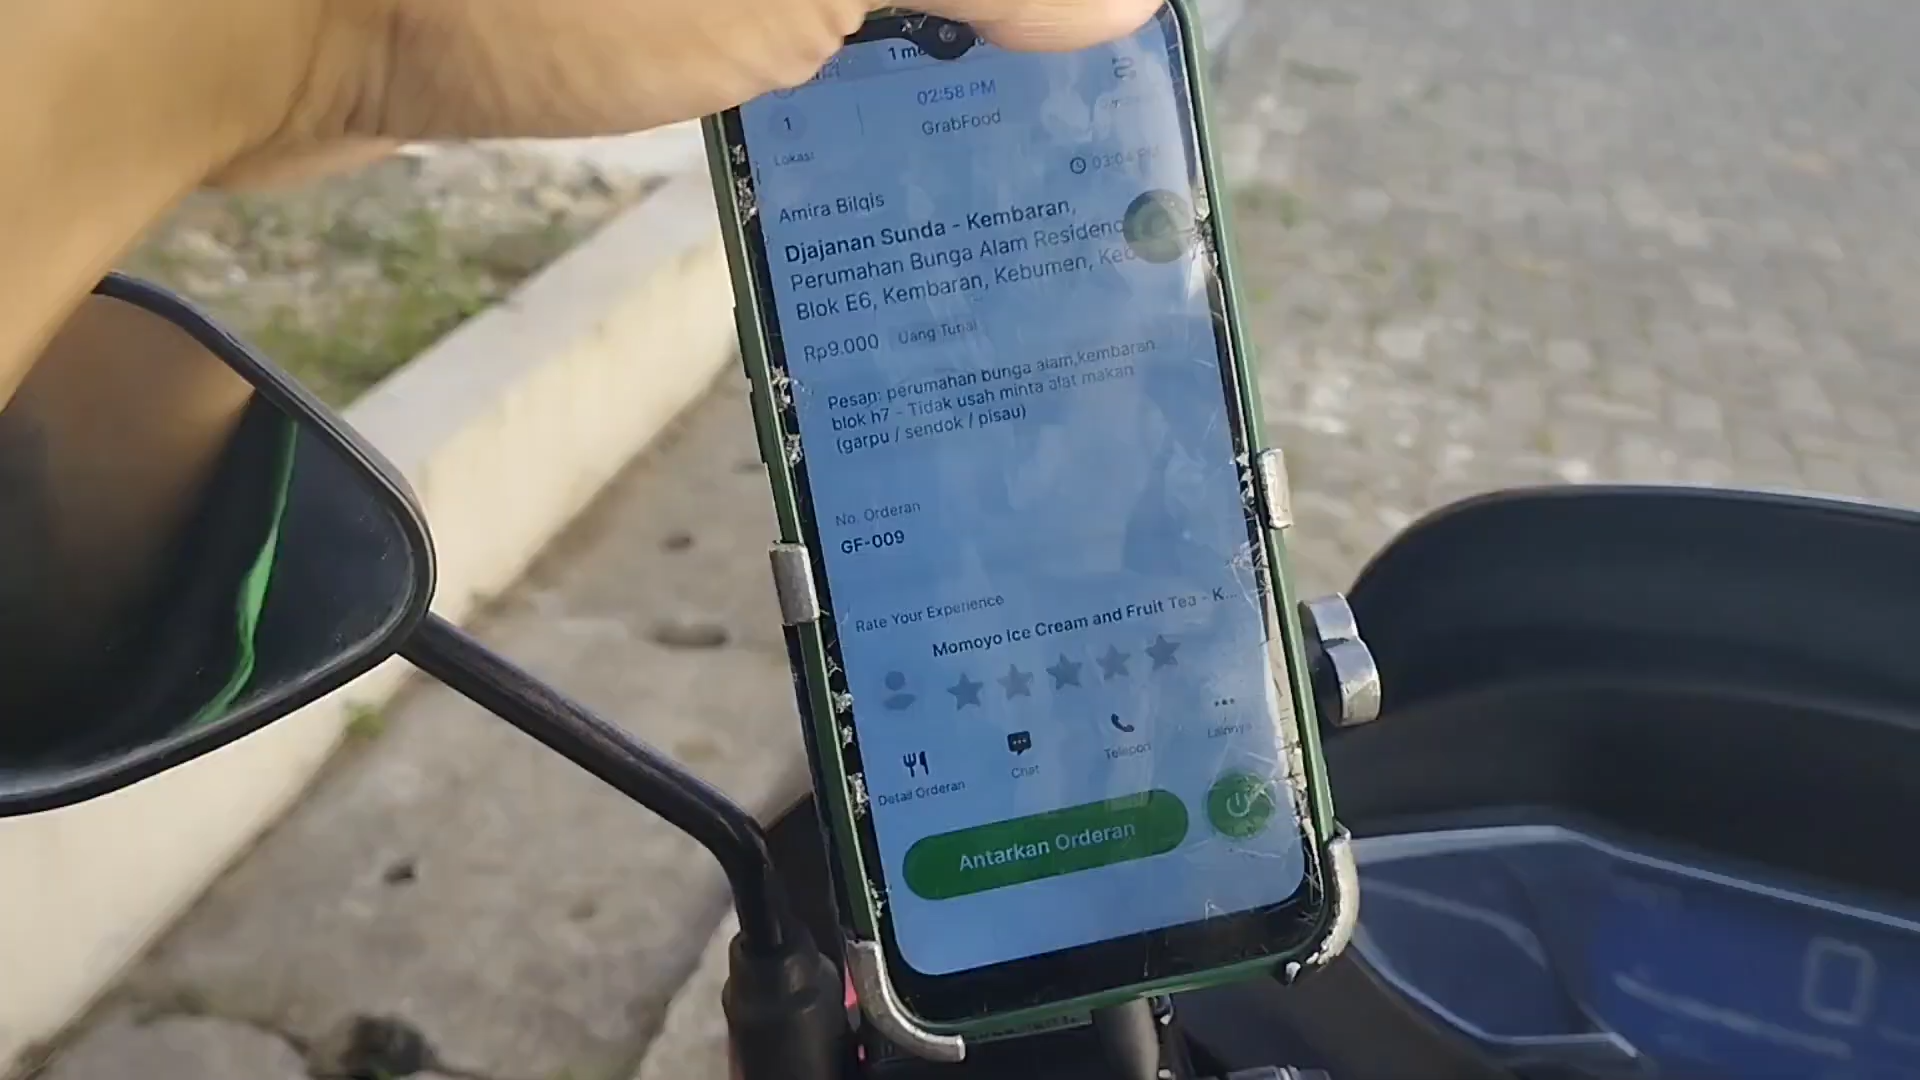 02:58 PM
1
GrabFood
Lokasi
03:04 PM
Amira Bilqis
Djajanan Sunda - Kembaran,
Perumahan Bunga Alam Residenc
Blok E6, Kembaran, Kebumen, Kec
Rp9.000 Uang Tunai
Pesan: perumahan bunga alam,kembaran
blok h7 - Tidak usah minta alat makan
(garpu / sendok / pisau)
No. Orderan
GF-009
Rate Your Experience
Momoyo Ice Cream and Fruit Tea - K...
Detail Orderan
Chat
Telepon
Lainnya
Antarkan Orderan
0